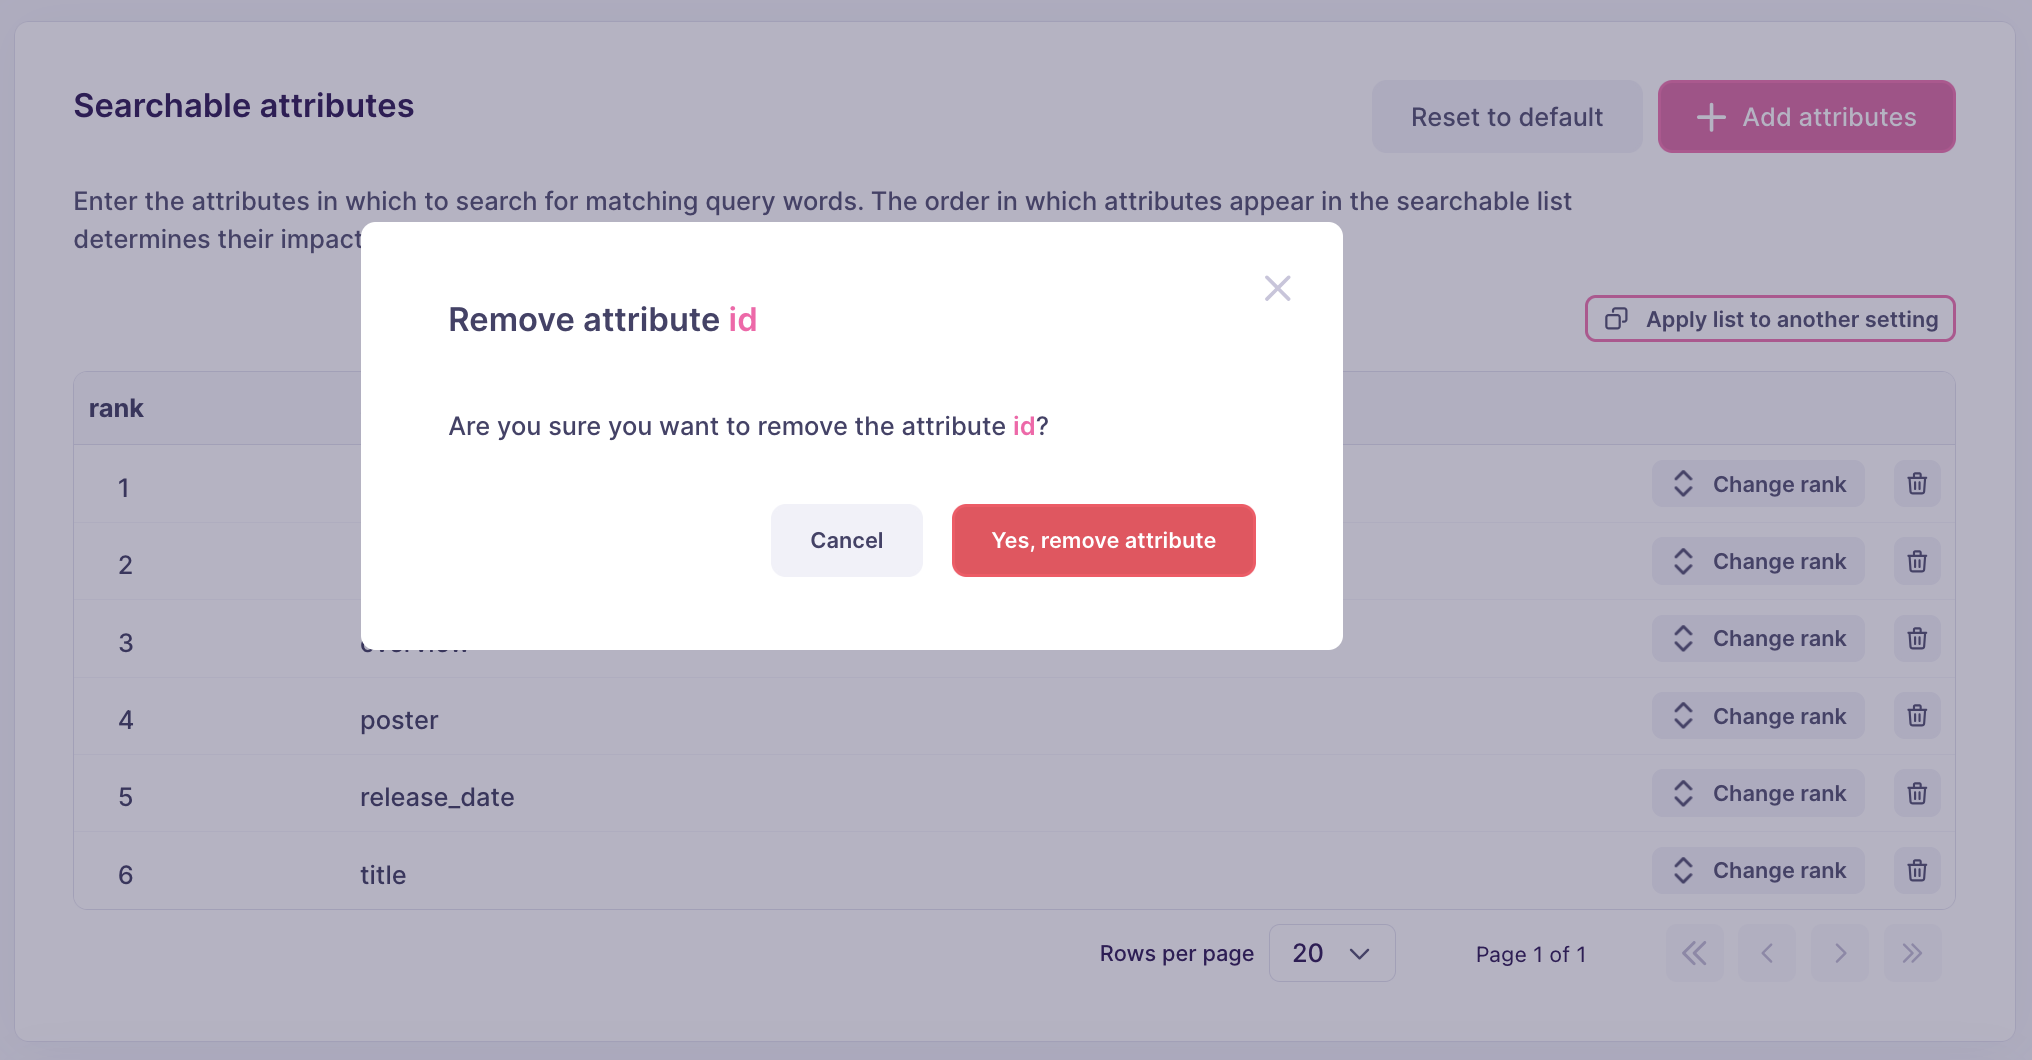 Searchable attributes
Reset to default
Add attributes
Enter the attributes in which to search for matching query words. The order in which attributes appear in the searchable list
determines their impact
Remove attribute id
Apply list to another setting
rank
Are you sure you want to remove the attribute id?
1
Change rank
Cancel
Yes, remove attribute
2
Change rank
3
Change rank
4
poster
Change rank
5
release_date
Change rank
6
title
Change rank
Rows per page
20
Page 1 of 1